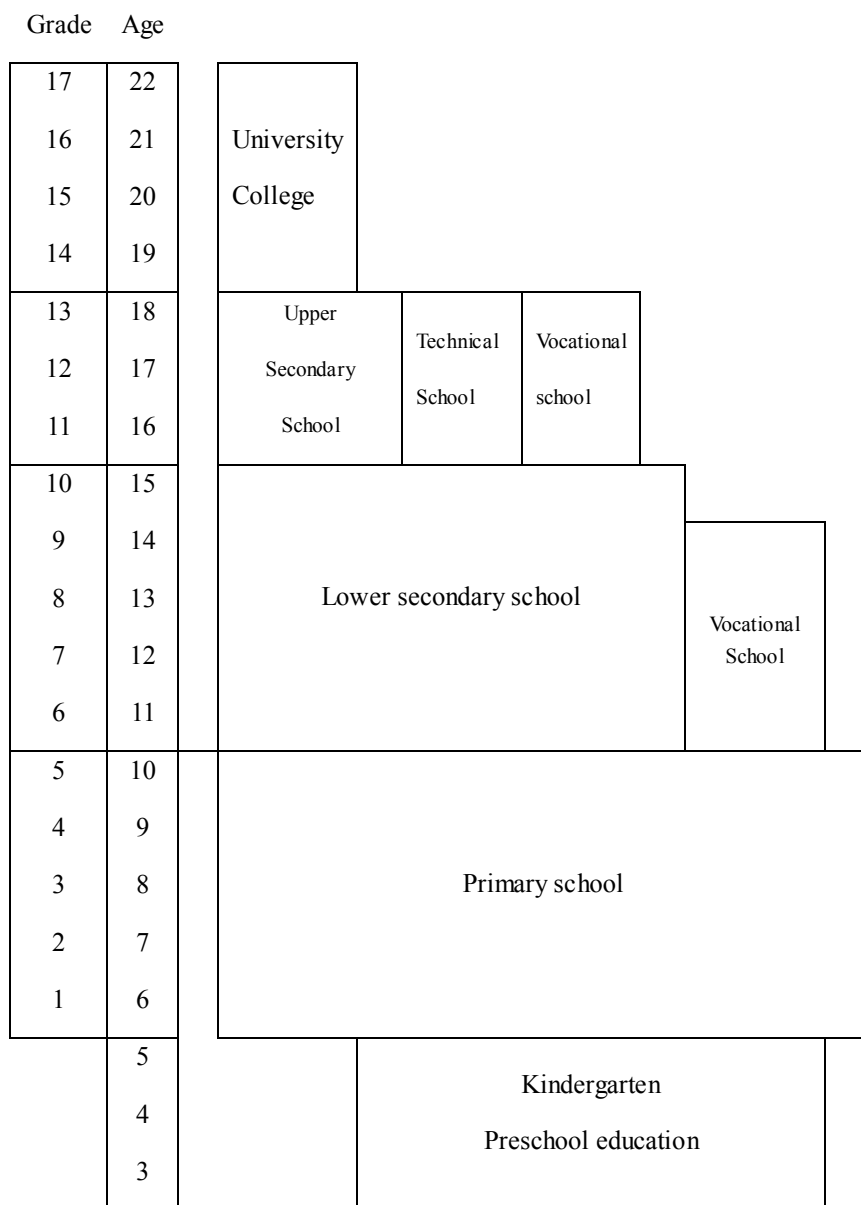 Grade Age
17 22
16 21 University
15 20 College
14 19
13 18 Upper
Technical Vocational
12 17 Secondary
School school
11 16 School
10 15
9 14
8 13 Lower secondary school
Vocational
7 12 School
6 11
5 10
4 9
3 8 Primary school
2 7
1 6
5
Kindergarten
4
Preschool education
3